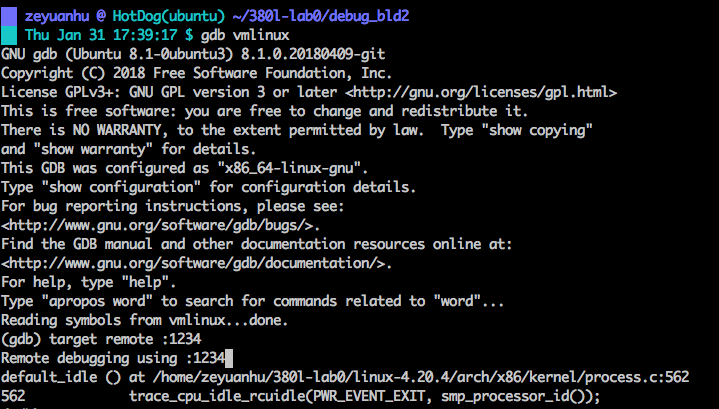 zeyuanhu @ HotDog(ubuntu) ~/380l-lab0/debug_bld2
Thu Jan 31 17:39:17 $ gdb vmlinux
GNU gdb (Ubuntu 8.1-0ubuntu3) 8.1.0.20180409-git
Copyright (C) 2018 Free Software Foundation, Inc.
License GPLv3+: GNU GPL version 3 or later <http://gnu.org/licenses/gpl.html>
This is free software: you are free to change and redistribute it.
There is NO WARRANTY, to the extent permitted by law.  Type "show copying"
and "show warranty" for details.
This GDB was configured as "x86_64-linux-gnu".
Type "show configuration" for configuration details.
For bug reporting instructions, please see:
<http://www.gnu.org/software/gdb/bugs/>.
Find the GDB manual and other documentation resources online at:
<http://www.gnu.org/software/gdb/documentation/>.
For help, type "help".
Type "apropos word" to search for commands related to "word"...
Reading symbols from vmlinux...done.
(gdb) target remote :1234
Remote debugging using :1234
default_idle () at /home/zeyuanhu/380l-lab0/linux-4.20.4/arch/x86/kernel/process.c:562
562             trace_cpu_idle_rcuidle(PWR_EVENT_EXIT, smp_processor_id());